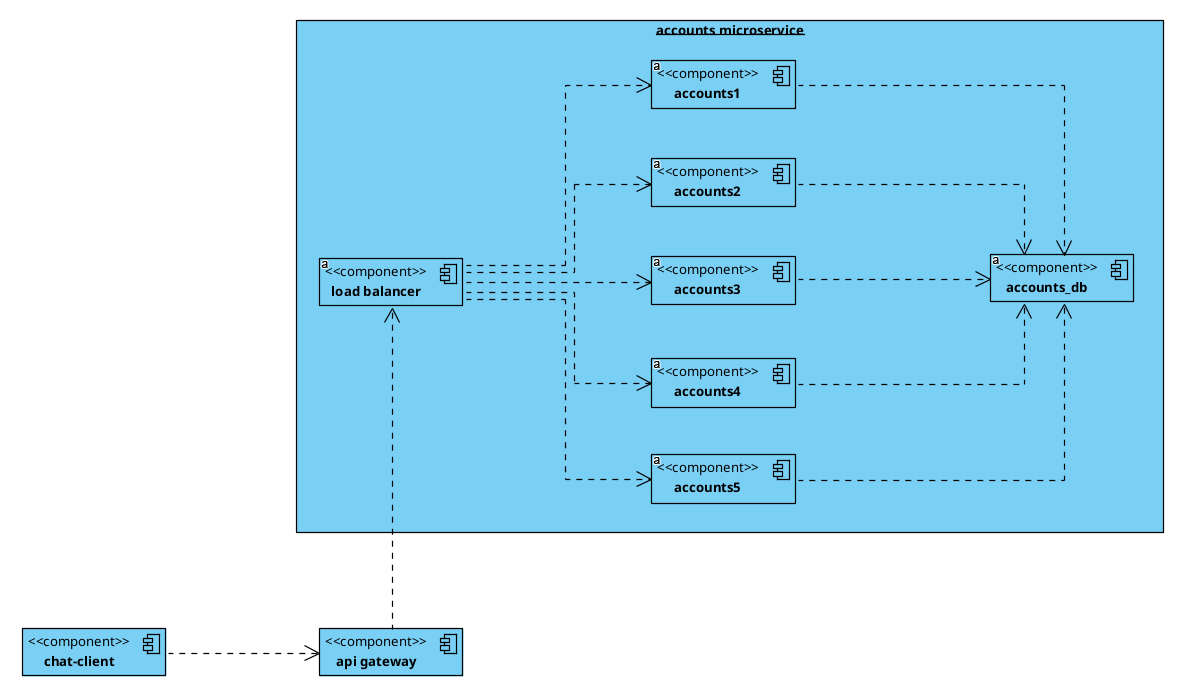 accounts microservice
a
<<component>>
accounts1
a
<<component>>
accounts2
a
<<component>>
load balancer
a
<<component>>
accounts3
a
<<component>>
accounts_db
a
<<component>>
accounts4
a
<<component>>
accounts5
<<component>>
chat-client
<<component>>
api gateway